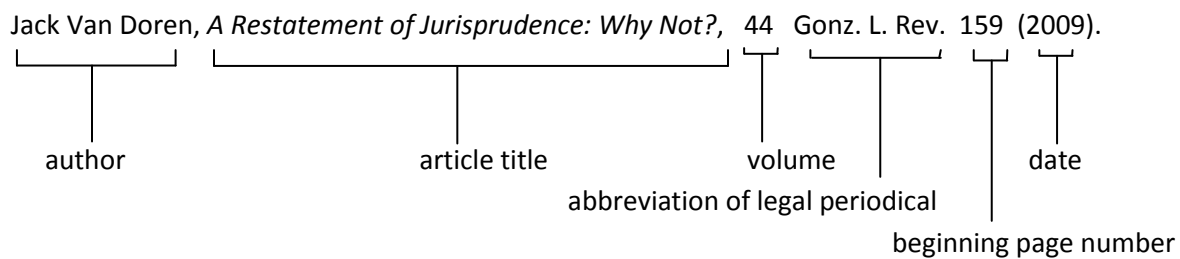 Jack Van Doren, A Restatement of Jurisprudence: Why Not?, 44 Gonz. L. Rev. 159 (2009).
author article title volume date
abbreviation of legal periodical
beginning page number